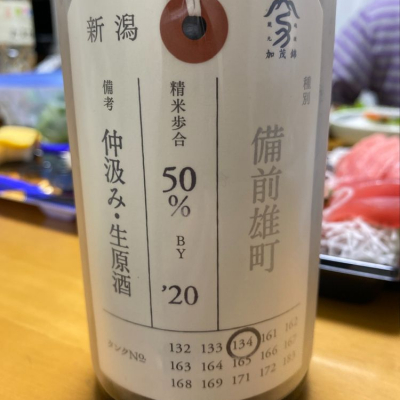 新潟
加茂錦
種別
備前雄町
精米歩合
50%
BY
'20
備考
仲汲み・生原酒
タンクNo.
132 133 134 161 162
163 164 165 166 167
168 169 171 172 183